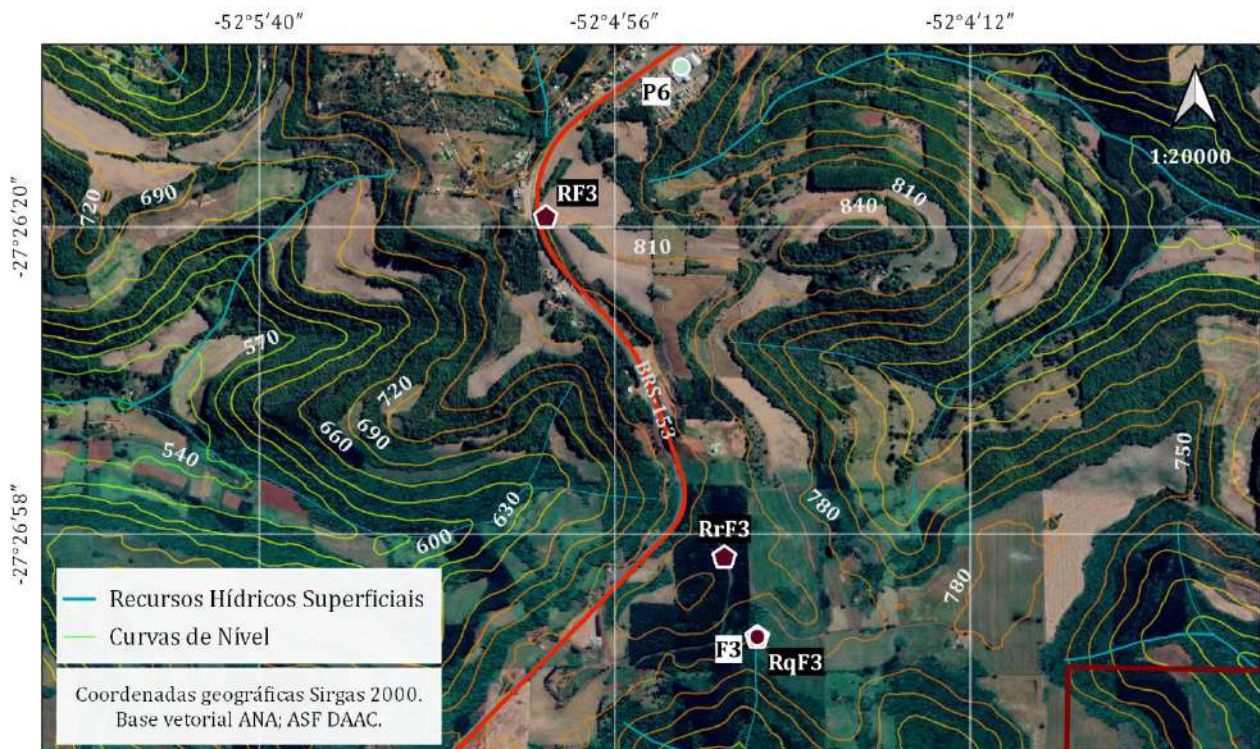 -52°5′40″
-52°4′56″
-52°4′12″
P6
1:20000
-27°26′20″
720
690
RF3
810
840
810
570
720
690
660
BRS-153
540
630
600
780
750
-27°26′58″
RrF3
780
F3
RqF3
Recursos Hídricos Superficiais
Curvas de Nível
Coordenadas geográficas Sirgas 2000.
Base vetorial ANA; ASF DAAC.